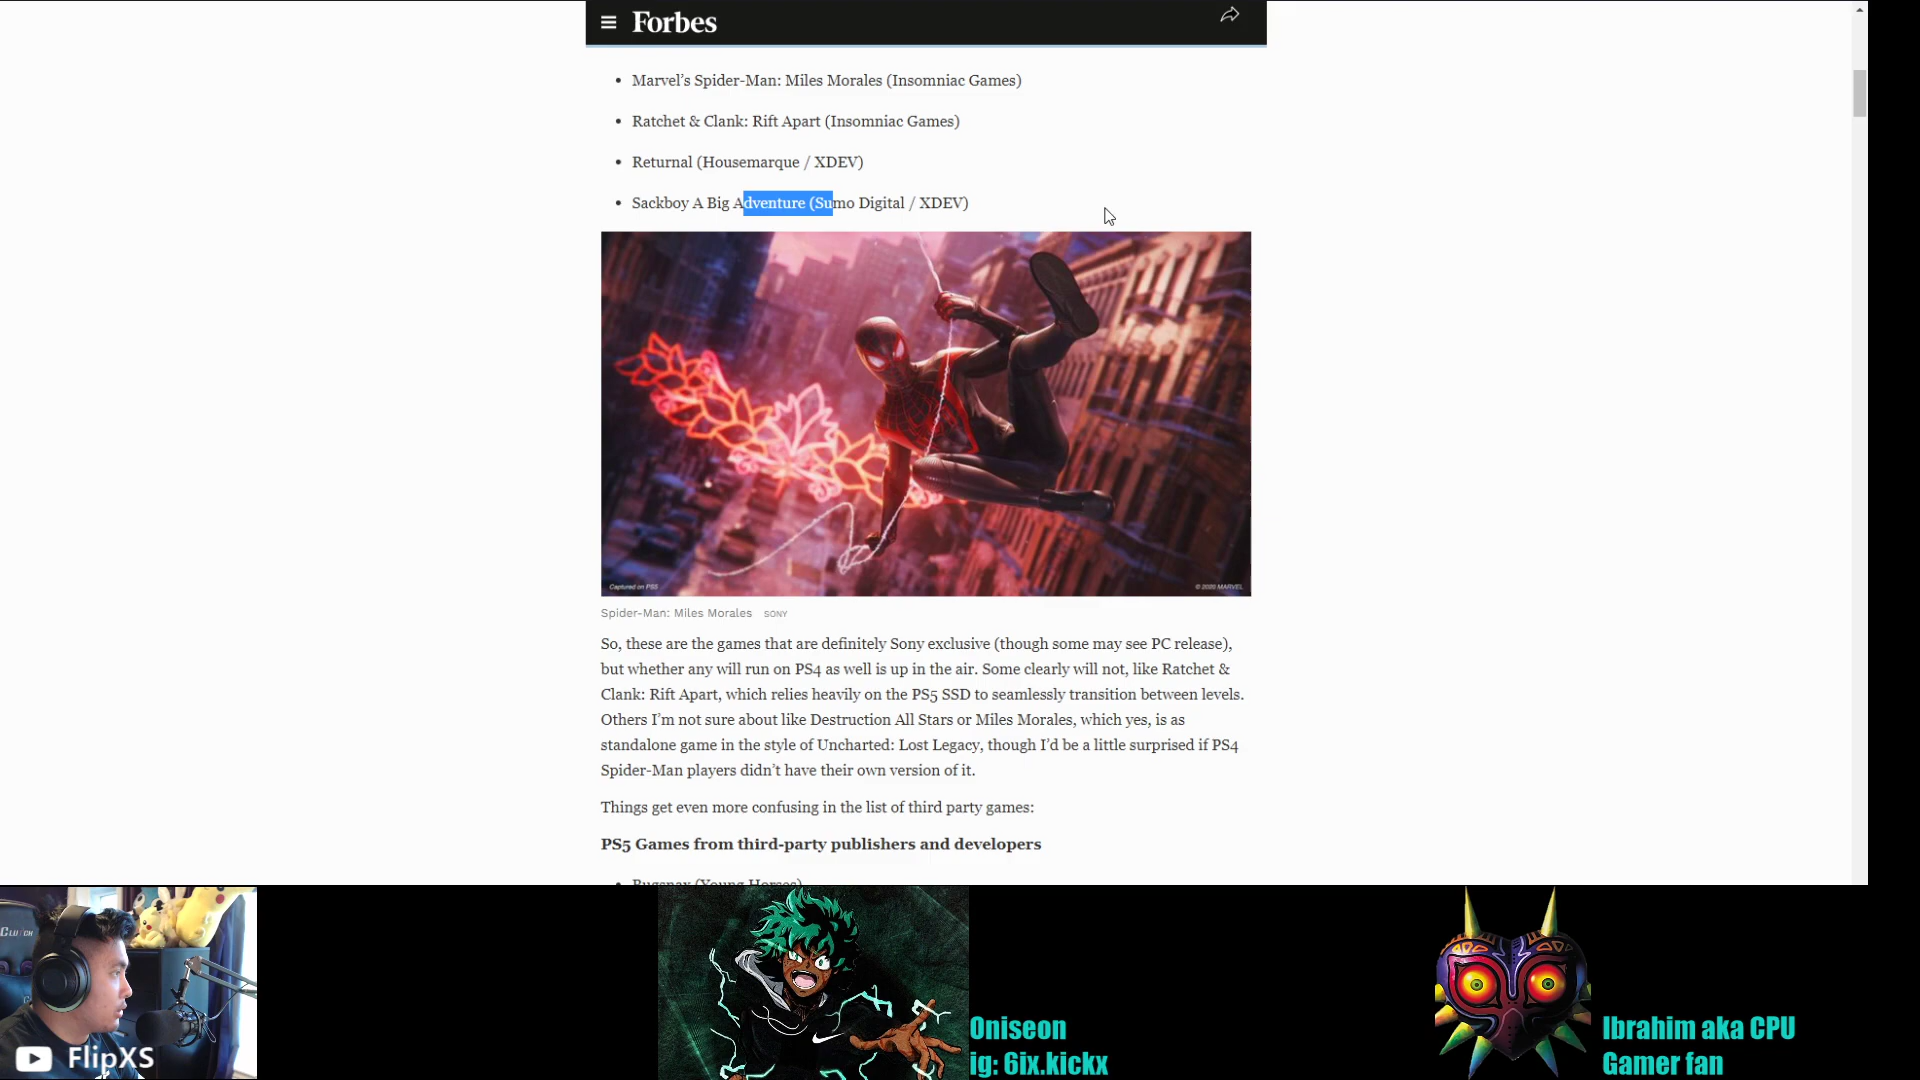 Forbes
• Marvel’s Spider-Man: Miles Morales (Insomniac Games)
• Ratchet & Clank: Rift Apart (Insomniac Games)
• Returnal (Housemarque / XDEV)
• Sackboy A Big Adventure (Sumo Digital / XDEV)
Captured on PS5
© 2020 MARVEL
Spider-Man: Miles Morales SONY
So, these are the games that are definitely Sony exclusive (though some may see PC release),
but whether any will run on PS4 as well is up in the air. Some clearly will not, like Ratchet &
Clank: Rift Apart, which relies heavily on the PS5 SSD to seamlessly transition between levels.
Others I’m not sure about like Destruction All Stars or Miles Morales, which yes, is as
standalone game in the style of Uncharted: Lost Legacy, though I’d be a little surprised if PS4
Spider-Man players didn’t have their own version of it.
Things get even more confusing in the list of third party games:
PS5 Games from third-party publishers and developers
• Bugsnax (Young Horses)
FlipXS
Oniseon
ig: 6ix.kickx
Ibrahim aka CPU
Gamer fan